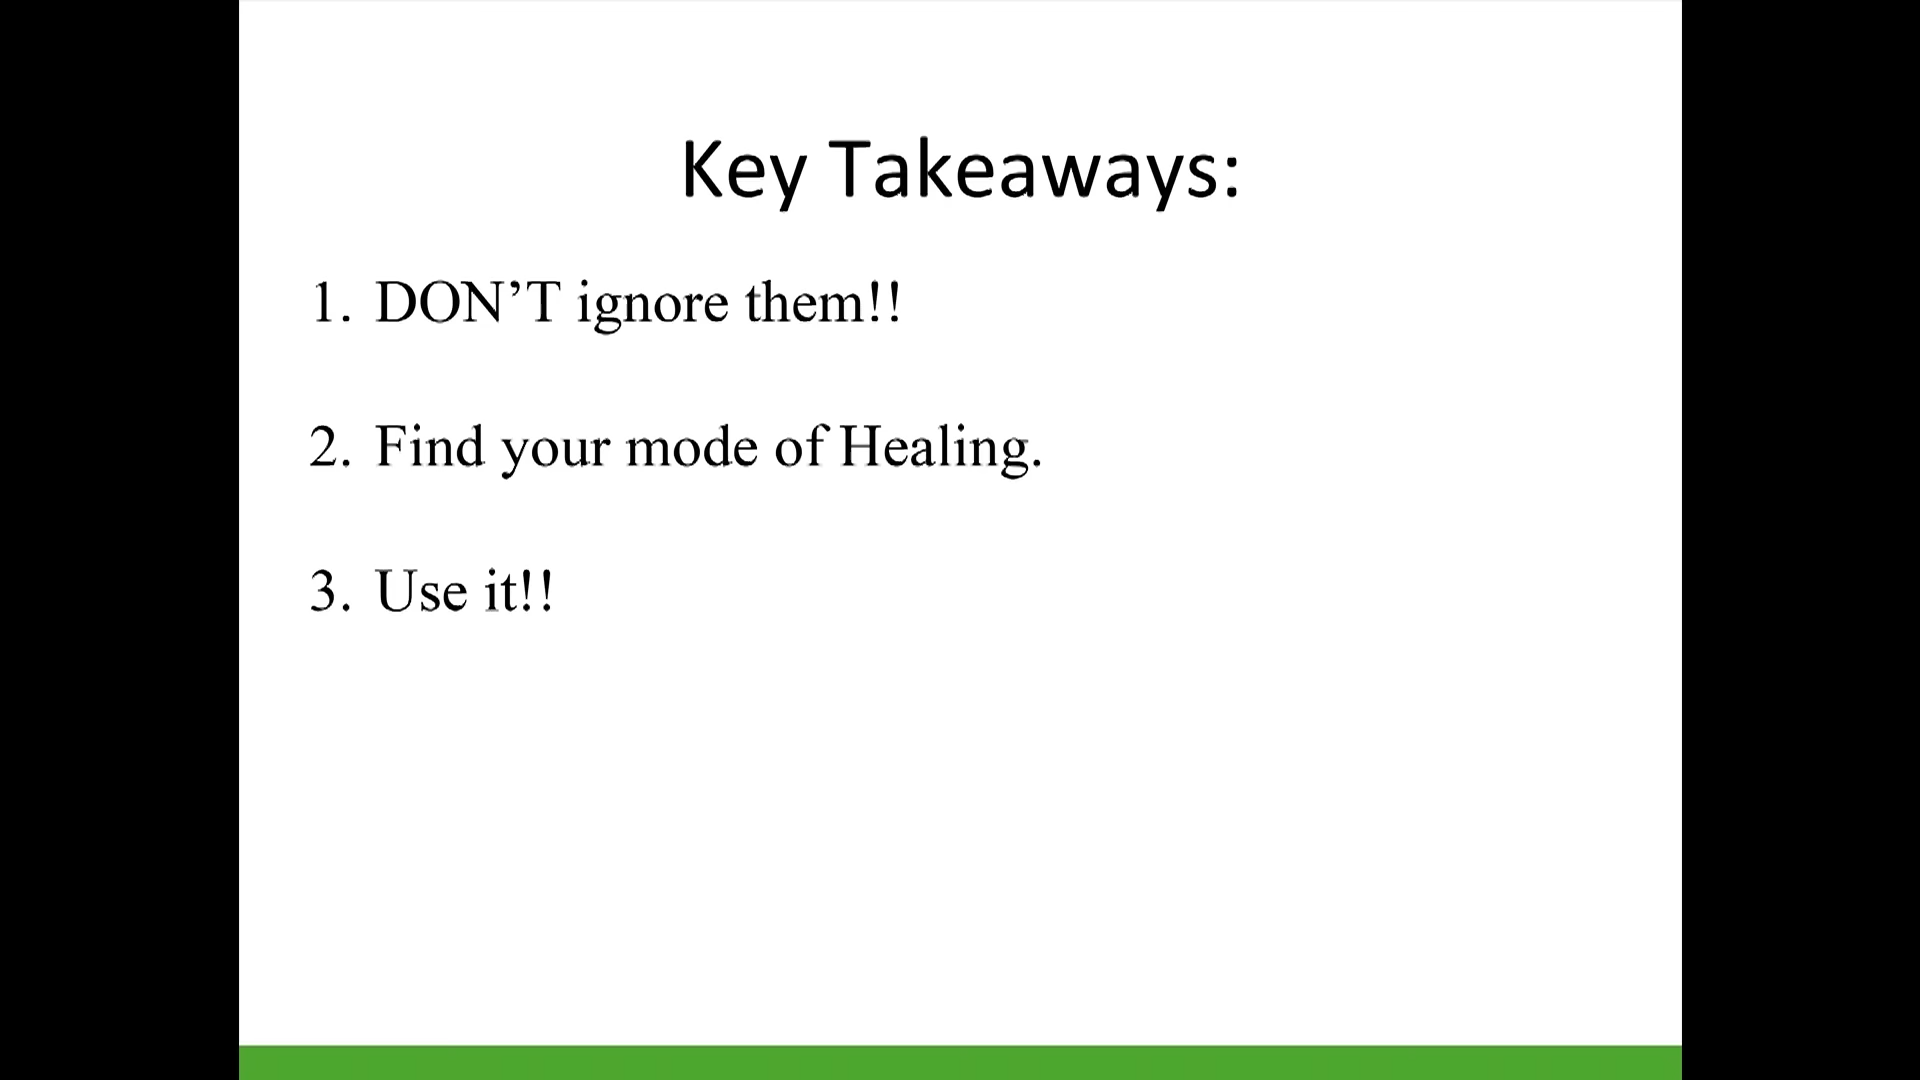 Key Takeaways:
1. DON’T ignore them!!
2. Find your mode of Healing.
3. Use it!!